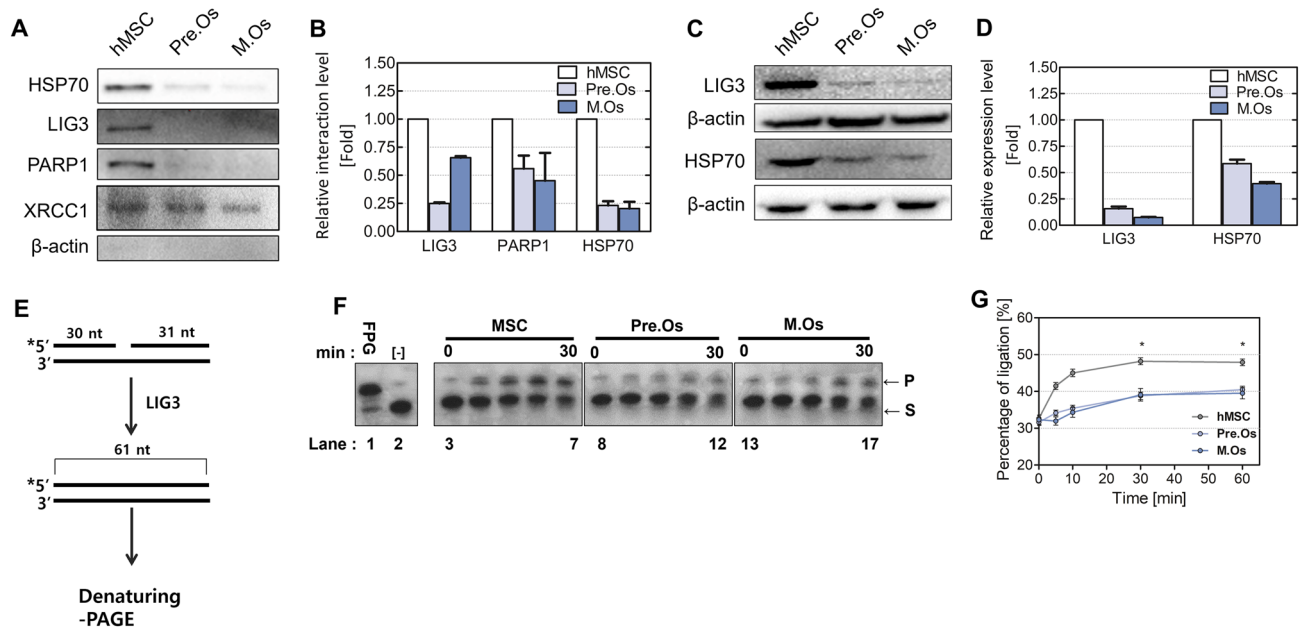 A
hMSC
Pre.Os
M.Os
HSP70
LIG3
PARP1
XRCC1
β-actin
B
Relative interaction level
[Fold]
1.50
1.25
1.00
0.75
0.50
0.25
0.00
hMSC
Pre.Os
M.Os
LIG3
PARP1
HSP70
C
hMSC
Pre.Os
M.Os
LIG3
β-actin
HSP70
β-actin
D
Relative expression level
[Fold]
1.50
1.25
1.00
0.75
0.50
0.25
0.00
hMSC
Pre.Os
M.Os
LIG3
HSP70
E
30 nt
31 nt
*5′
3′
LIG3
61 nt
*5′
3′
Denaturing
-PAGE
F
FPG
MSC
Pre.Os
M.Os
min :
[-]
0
30
0
30
0
30
P
S
Lane :
1
2
3
7
8
12
13
17
G
Percentage of ligation [%]
60
50
40
30
20
*
*
hMSC
Pre.Os
M.Os
0
10
20
30
40
50
60
Time [min]